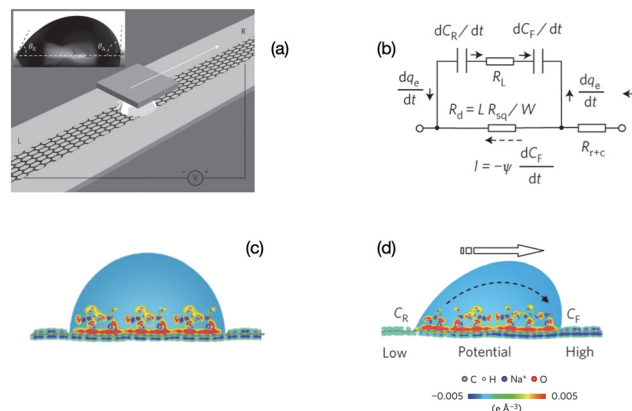 θR θA
R
(a)
L
− V +
(b)
dCR / dt dCF / dt
RL
dqe
dt
Rd = L Rsq / W
dqe
dt
Rr+c
I = −ψ dCF
dt
(c)
(d)
CR CF
Low Potential High
C H Na⁺ O
−0.005 0.005
(e Å⁻³)